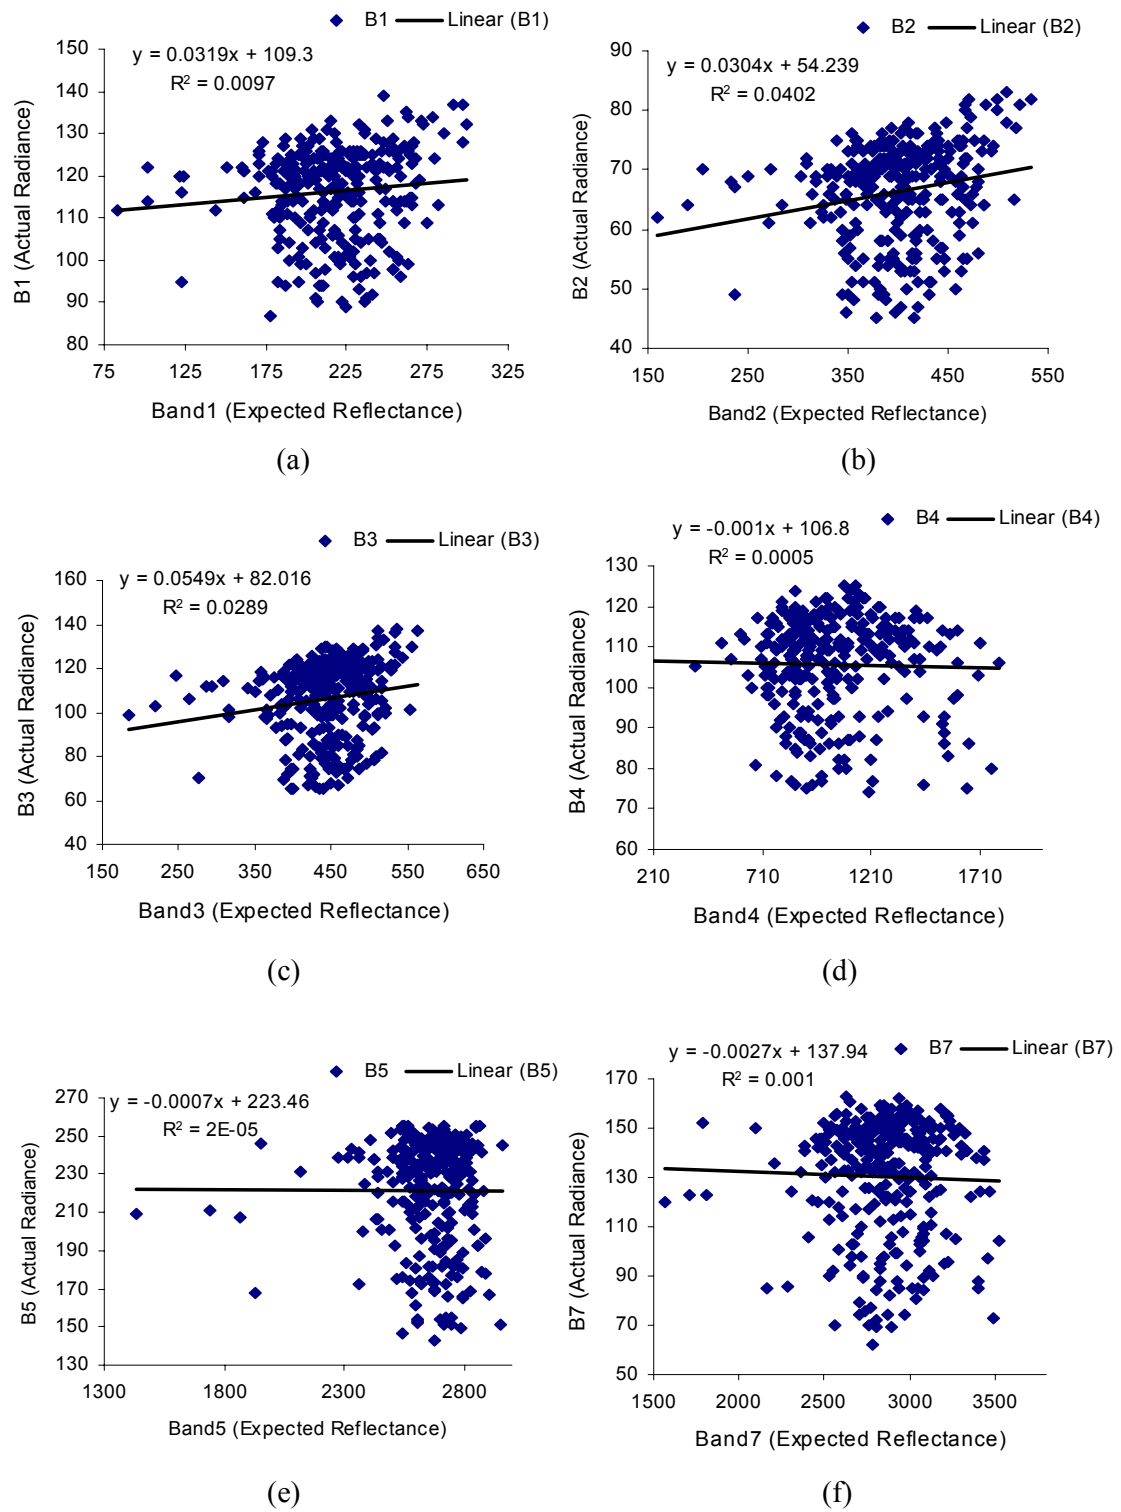 B1 Linear (B1)
y = 0.0319x + 109.3
R² = 0.0097
150
140
130
120
110
100
90
80
75 125 175 225 275 325
B1 (Actual Radiance)
Band1 (Expected Reflectance)
(a)
B2 Linear (B2)
y = 0.0304x + 54.239
R² = 0.0402
90
80
70
60
50
40
150 250 350 450 550
B2 (Actual Radiance)
Band2 (Expected Reflectance)
(b)
B3 Linear (B3)
y = 0.0549x + 82.016
R² = 0.0289
160
140
120
100
80
60
40
150 250 350 450 550 650
B3 (Actual Radiance)
Band3 (Expected Reflectance)
(c)
B4 Linear (B4)
y = -0.001x + 106.8
R² = 0.0005
130
120
110
100
90
80
70
60
210 710 1210 1710
B4 (Actual Radiance)
Band4 (Expected Reflectance)
(d)
B5 Linear (B5)
y = -0.0007x + 223.46
R² = 2E-05
270
250
230
210
190
170
150
130
1300 1800 2300 2800
B5 (Actual Radiance)
Band5 (Expected Reflectance)
(e)
B7 Linear (B7)
y = -0.0027x + 137.94
R² = 0.001
170
150
130
110
90
70
50
1500 2000 2500 3000 3500
B7 (Actual Radiance)
Band7 (Expected Reflectance)
(f)